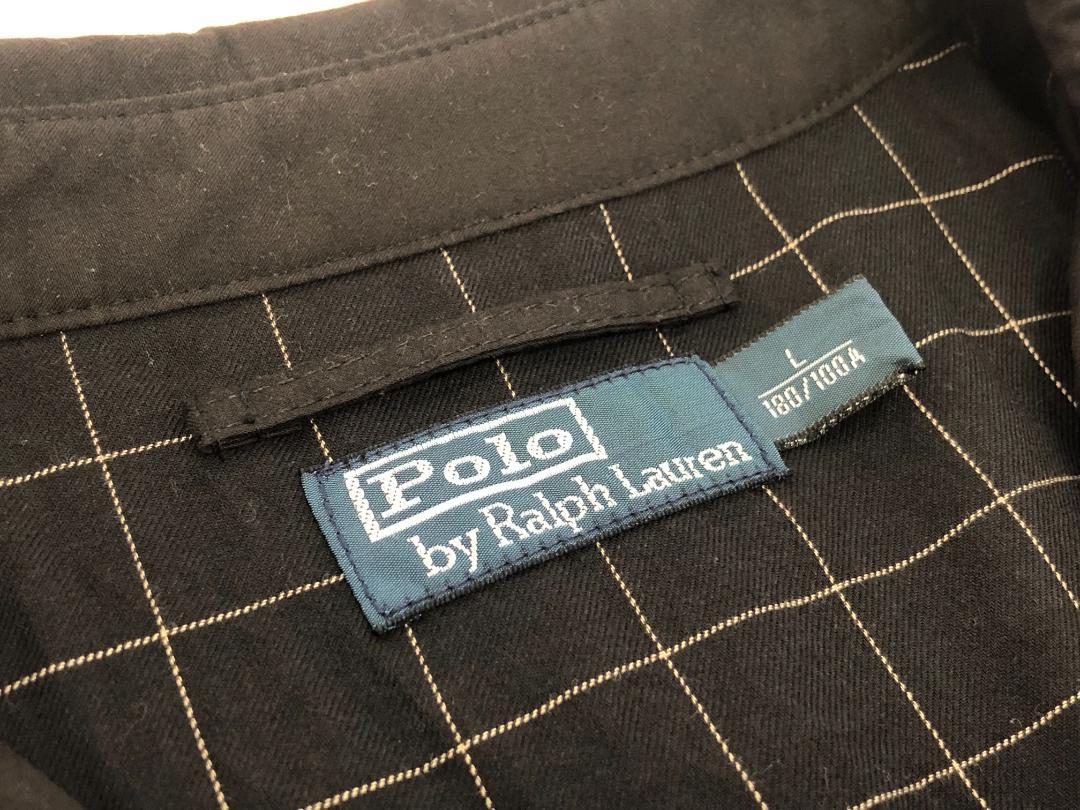 Polo
by Ralph Lauren
L
180/100A